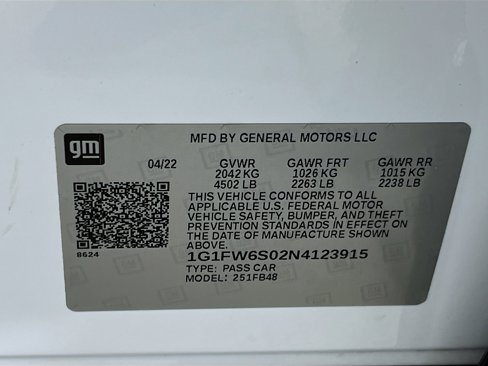 gm
MFD BY GENERAL MOTORS LLC
04/22 GVWR GAWR FRT GAWR RR
2042 KG 1026 KG 1015 KG
4502 LB 2263 LB 2238 LB
THIS VEHICLE CONFORMS TO ALL
APPLICABLE U.S. FEDERAL MOTOR
VEHICLE SAFETY, BUMPER, AND THEFT
PREVENTION STANDARDS IN EFFECT ON
THE DATE OF MANUFACTURE SHOWN
ABOVE.
8624
1G1FW6S02N4123915
TYPE: PASS CAR
MODEL: 251FB48